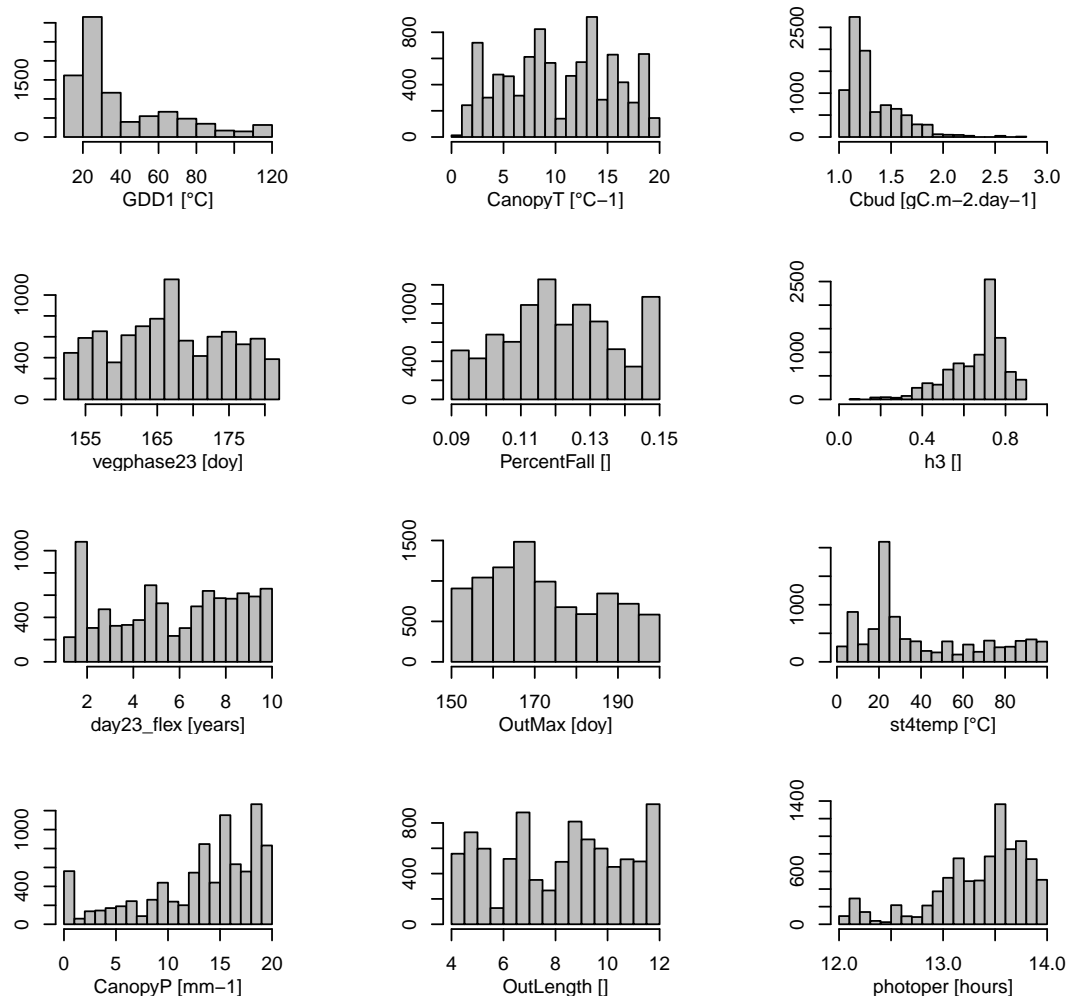 0 1500
20 40 60 80 120
GDD1 [°C]
0 400 800
0 5 10 15 20
CanopyT [°C−1]
0 1000 2500
1.0 1.5 2.0 2.5 3.0
Cbud [gC.m−2.day−1]
0 400 1000
155 165 175
vegphase23 [doy]
0 400 1000
0.09 0.11 0.13 0.15
PercentFall []
0 1000 2500
0.0 0.4 0.8
h3 []
0 400 1000
2 4 6 8 10
day23_flex [years]
0 500 1500
150 170 190
OutMax [doy]
0 1000
0 20 40 60 80
st4temp [°C]
0 400 1000
0 5 10 15 20
CanopyP [mm−1]
0 400 800
4 6 8 10 12
OutLength []
0 600 1400
12.0 13.0 14.0
photoper [hours]